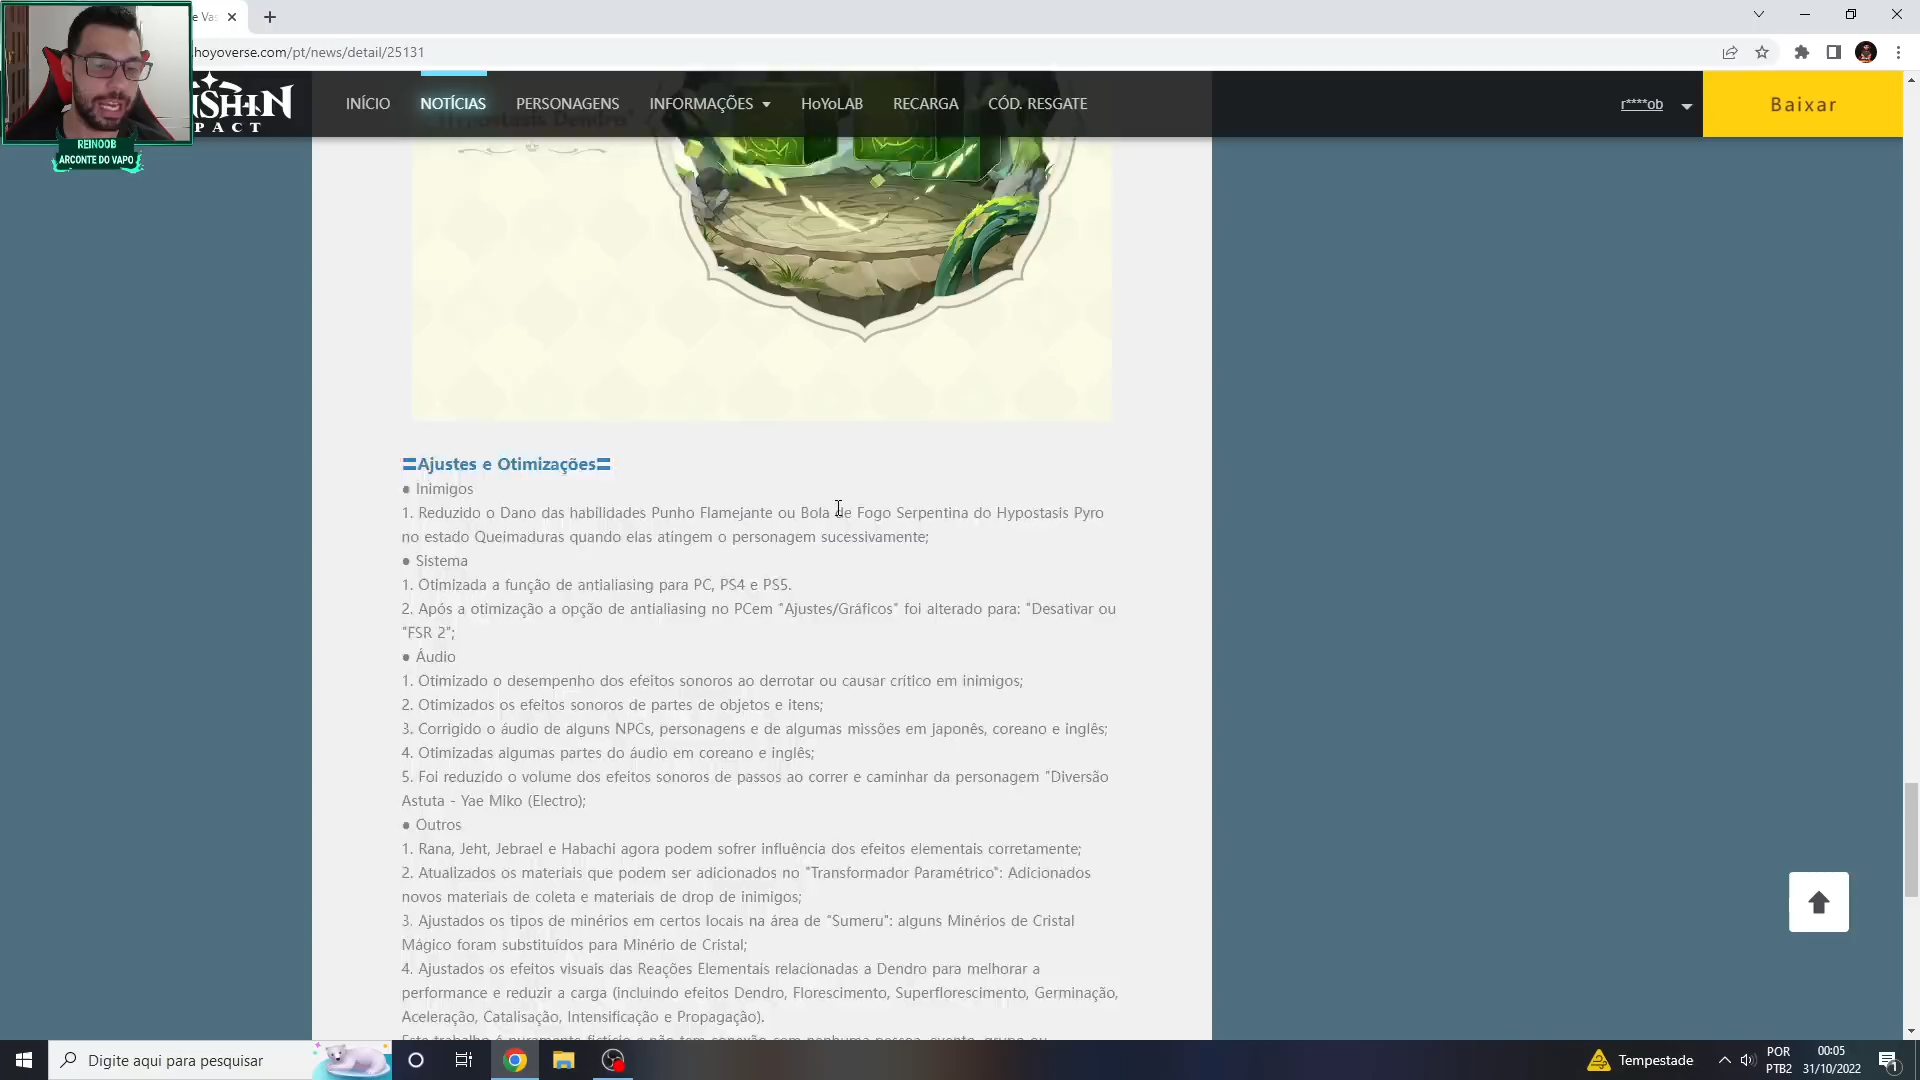 e Vas
hoyoverse.com/pt/news/detail/25131
NSHIN
PACT
INÍCIO
NOTÍCIAS
PERSONAGENS
INFORMAÇÕES
HoYoLAB
RECARGA
CÓD. RESGATE
r****ob
Baixar
REINOOB
ARCONTE DO VAPO
Hypostasis Dendro
〓Ajustes e Otimizações〓
● Inimigos
1. Reduzido o Dano das habilidades Punho Flamejante ou Bola de Fogo Serpentina do Hypostasis Pyro
no estado Queimaduras quando elas atingem o personagem sucessivamente;
● Sistema
1. Otimizada a função de antialiasing para PC, PS4 e PS5.
2. Após a otimização a opção de antialiasing no PCem "Ajustes/Gráficos" foi alterado para: "Desativar ou
"FSR 2";
● Áudio
1. Otimizado o desempenho dos efeitos sonoros ao derrotar ou causar crítico em inimigos;
2. Otimizados os efeitos sonoros de partes de objetos e itens;
3. Corrigido o áudio de alguns NPCs, personagens e de algumas missões em japonês, coreano e inglês;
4. Otimizadas algumas partes do áudio em coreano e inglês;
5. Foi reduzido o volume dos efeitos sonoros de passos ao correr e caminhar da personagem "Diversão
Astuta - Yae Miko (Electro);
● Outros
1. Rana, Jeht, Jebrael e Habachi agora podem sofrer influência dos efeitos elementais corretamente;
2. Atualizados os materiais que podem ser adicionados no "Transformador Paramétrico": Adicionados
novos materiais de coleta e materiais de drop de inimigos;
3. Ajustados os tipos de minérios em certos locais na área de "Sumeru": alguns Minérios de Cristal
Mágico foram substituídos para Minério de Cristal;
4. Ajustados os efeitos visuais das Reações Elementais relacionadas a Dendro para melhorar a
performance e reduzir a carga (incluindo efeitos Dendro, Florescimento, Superflorescimento, Germinação,
Aceleração, Catalisação, Intensificação e Propagação).
Digite aqui para pesquisar
Tempestade
POR
PTB2
00:05
31/10/2022
1